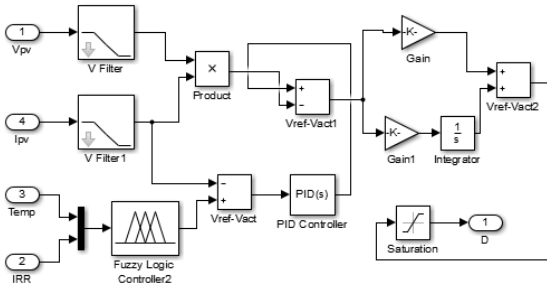 1
Vpv
V Filter
×
Product
4
Ipv
V Filter1
+
−
Vref-Vact1
-K-
Gain
-K-
Gain1
1
s
Integrator
+
+
Vref-Vact2
3
Temp
2
IRR
Fuzzy Logic
Controller2
−
+
Vref-Vact
PID(s)
PID Controller
Saturation
1
D